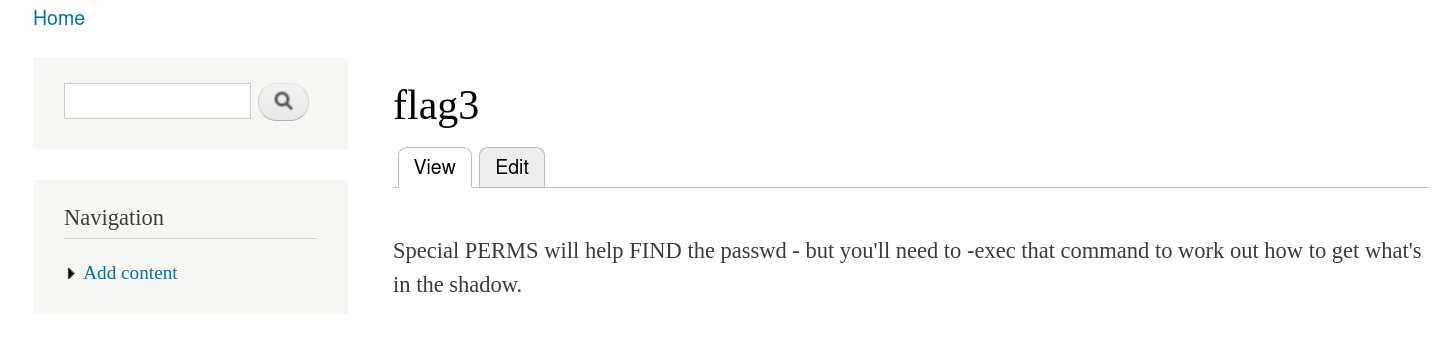 Home
flag3
View
Edit
Navigation
Add content
Special PERMS will help FIND the passwd - but you'll need to -exec that command to work out how to get what's
in the shadow.